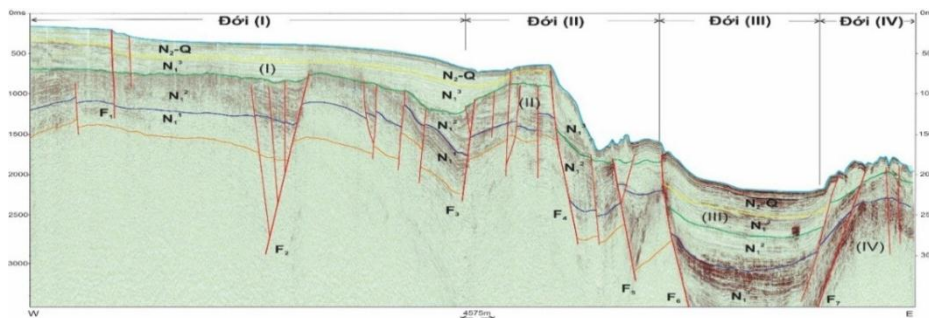 Đới (I) Đới (II) Đới (III) Đới (IV)
0ms
500
1000
1500
2000
2500
3000
N₂-Q
N₁³
(I)
N₁²
N₁¹
F₁
F₂
N₂-Q
N₁³
(II)
N₁²
N₁¹
F₃
N₁³
N₁²
F₄
F₅
F₆
N₂-Q
(III)
N₁³
N₁²
N₁¹
F₇
(IV)
W 4575m E